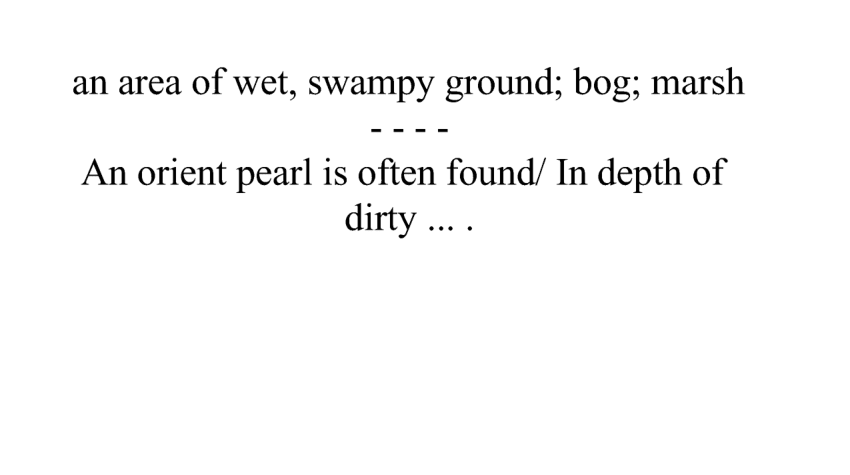 an area of wet, swampy ground; bog; marsh
- - - -
An orient pearl is often found/ In depth of
dirty ... .